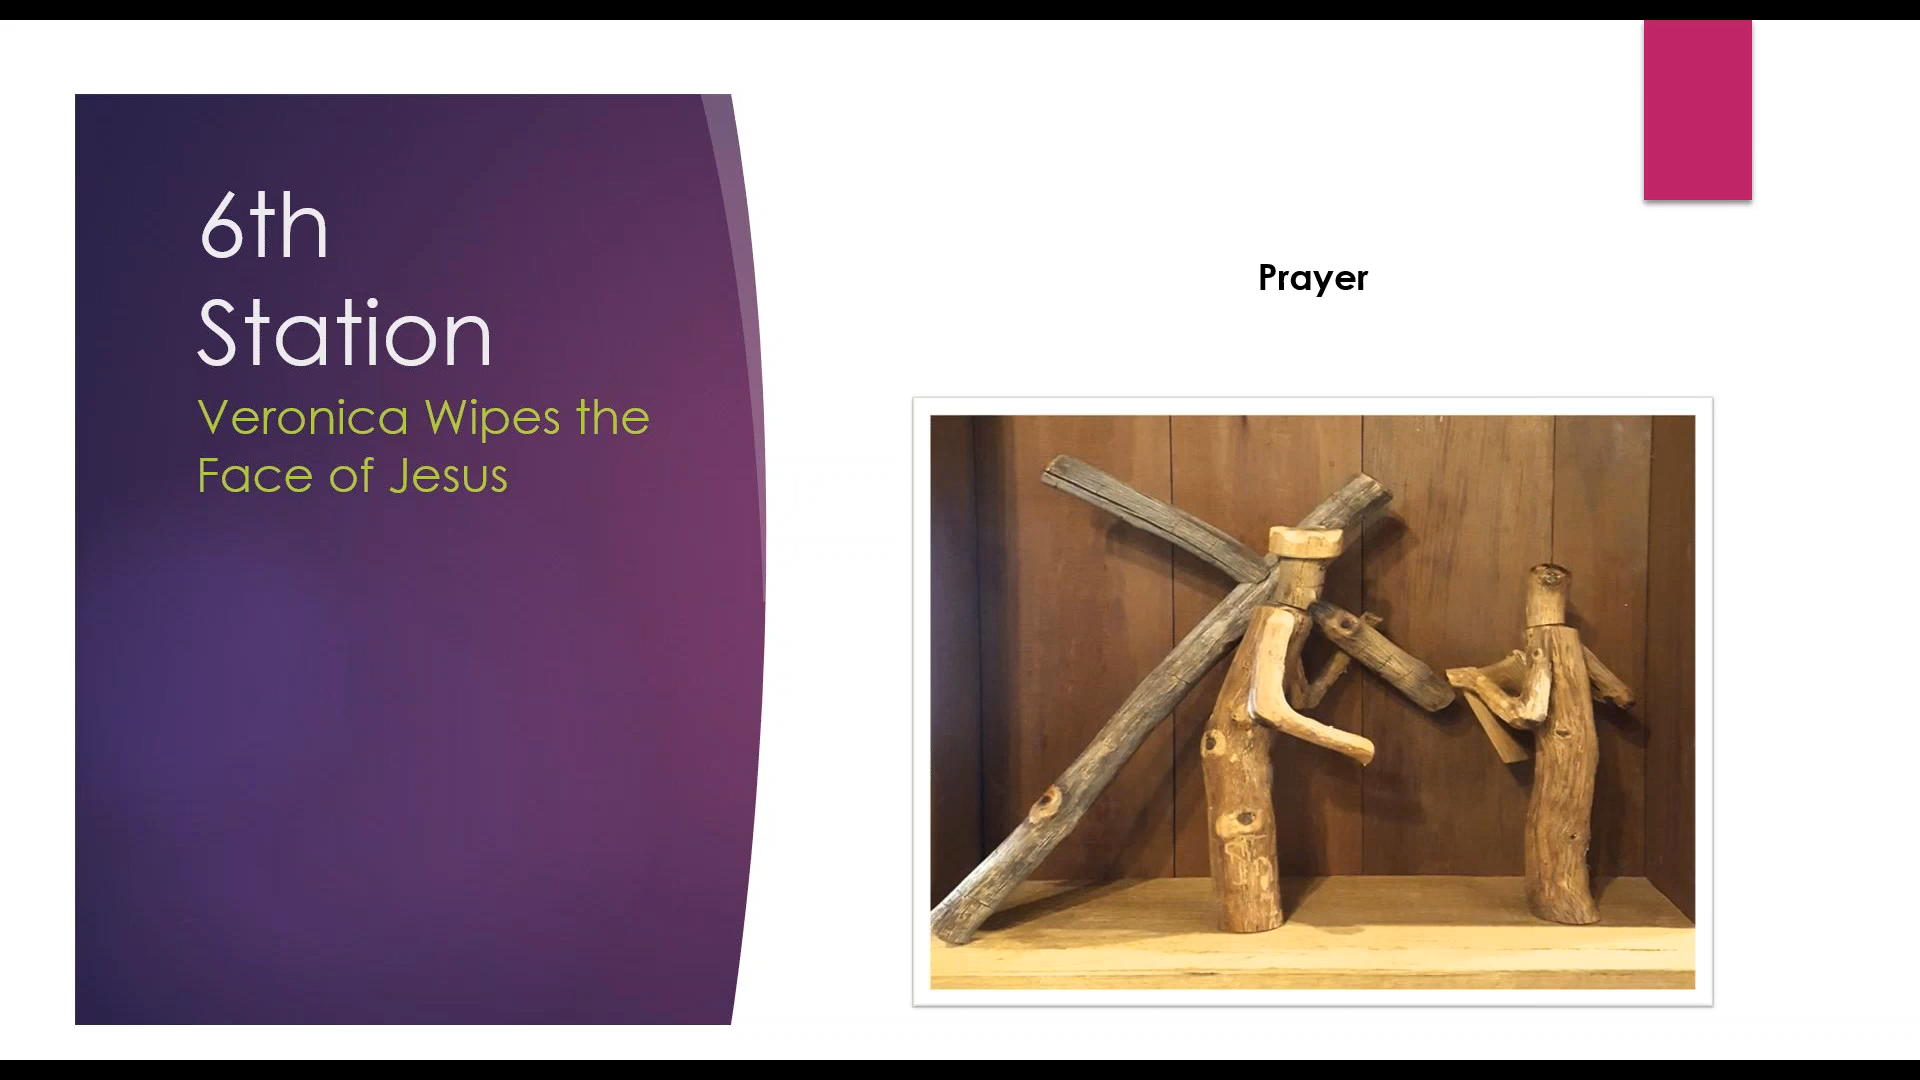 6th
Station
Veronica Wipes the
Face of Jesus
Prayer